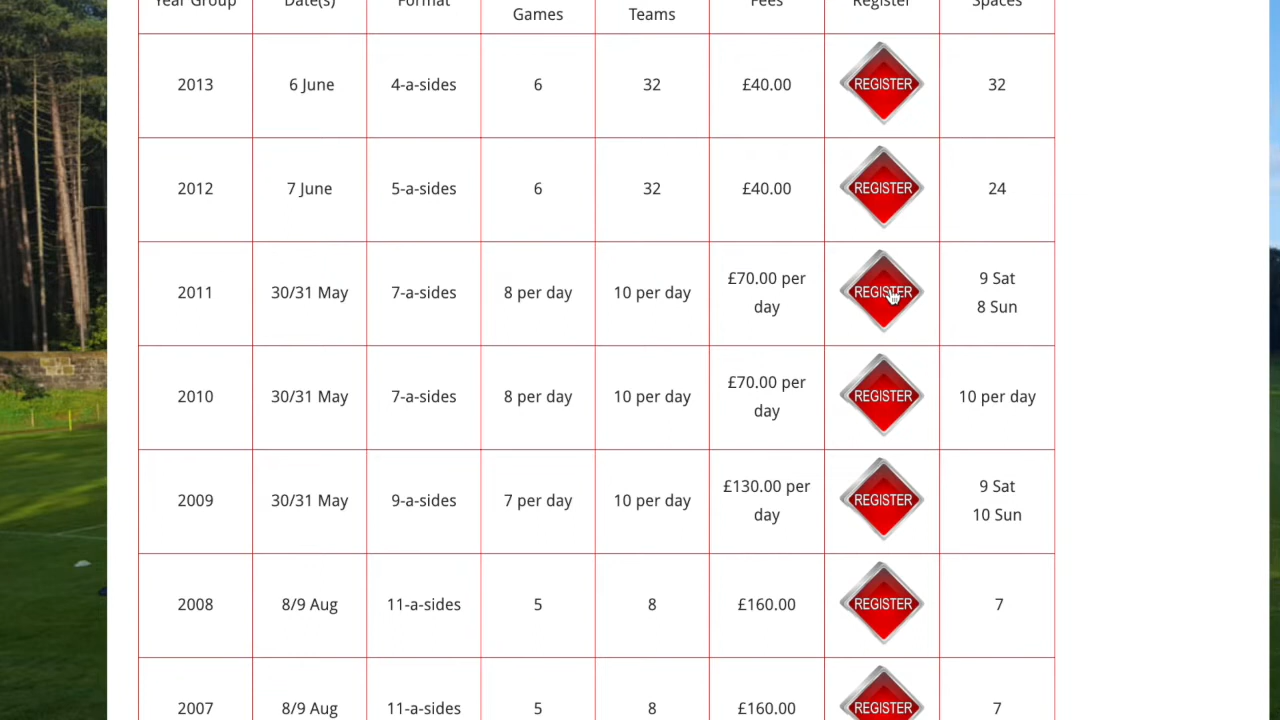 Year Group Date(s) Format Games Teams Fees Register Spaces
2013 6 June 4-a-sides 6 32 £40.00 REGISTER 32
2012 7 June 5-a-sides 6 32 £40.00 REGISTER 24
2011 30/31 May 7-a-sides 8 per day 10 per day £70.00 per day REGISTER 9 Sat 8 Sun
2010 30/31 May 7-a-sides 8 per day 10 per day £70.00 per day REGISTER 10 per day
2009 30/31 May 9-a-sides 7 per day 10 per day £130.00 per day REGISTER 9 Sat 10 Sun
2008 8/9 Aug 11-a-sides 5 8 £160.00 REGISTER 7
2007 8/9 Aug 11-a-sides 5 8 £160.00 REGISTER 7